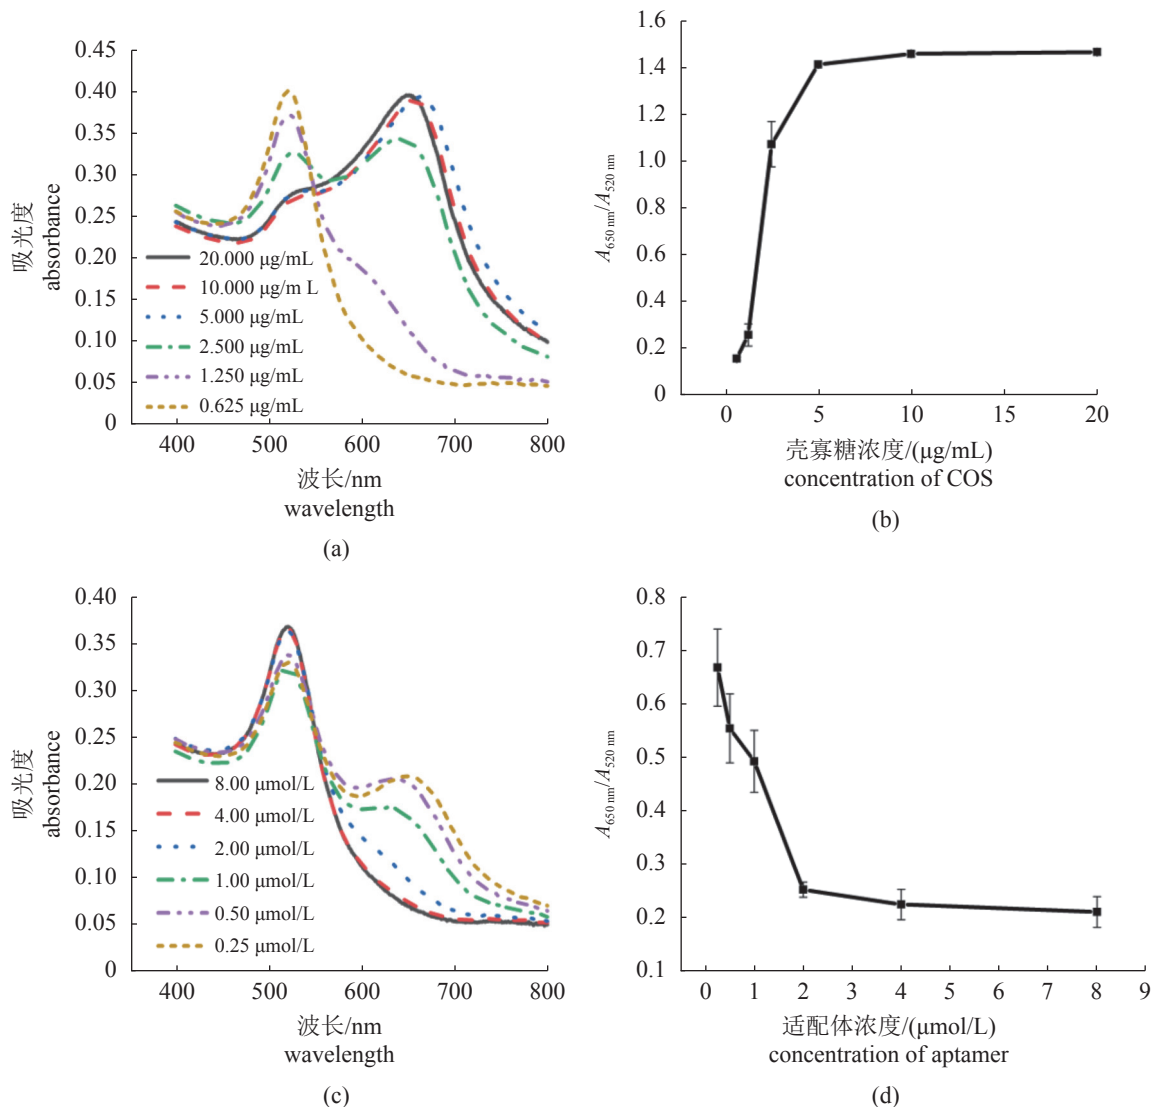 0.45
0.40
0.35
0.30
0.25
0.20
0.15
0.10
0.05
0
吸光度
absorbance
20.000 μg/mL
10.000 μg/m L
5.000 μg/mL
2.500 μg/mL
1.250 μg/mL
0.625 μg/mL
400 500 600 700 800
波长/nm
wavelength
(a)
1.6
1.4
1.2
1.0
0.8
0.6
0.4
0.2
0
A650 nm/A520 nm
0 5 10 15 20
壳寡糖浓度/(μg/mL)
concentration of COS
(b)
0.40
0.35
0.30
0.25
0.20
0.15
0.10
0.05
0
吸光度
absorbance
8.00 μmol/L
4.00 μmol/L
2.00 μmol/L
1.00 μmol/L
0.50 μmol/L
0.25 μmol/L
400 500 600 700 800
波长/nm
wavelength
(c)
0.8
0.7
0.6
0.5
0.4
0.3
0.2
0.1
A650 nm/A520 nm
0 1 2 3 4 5 6 7 8 9
适配体浓度/(μmol/L)
concentration of aptamer
(d)